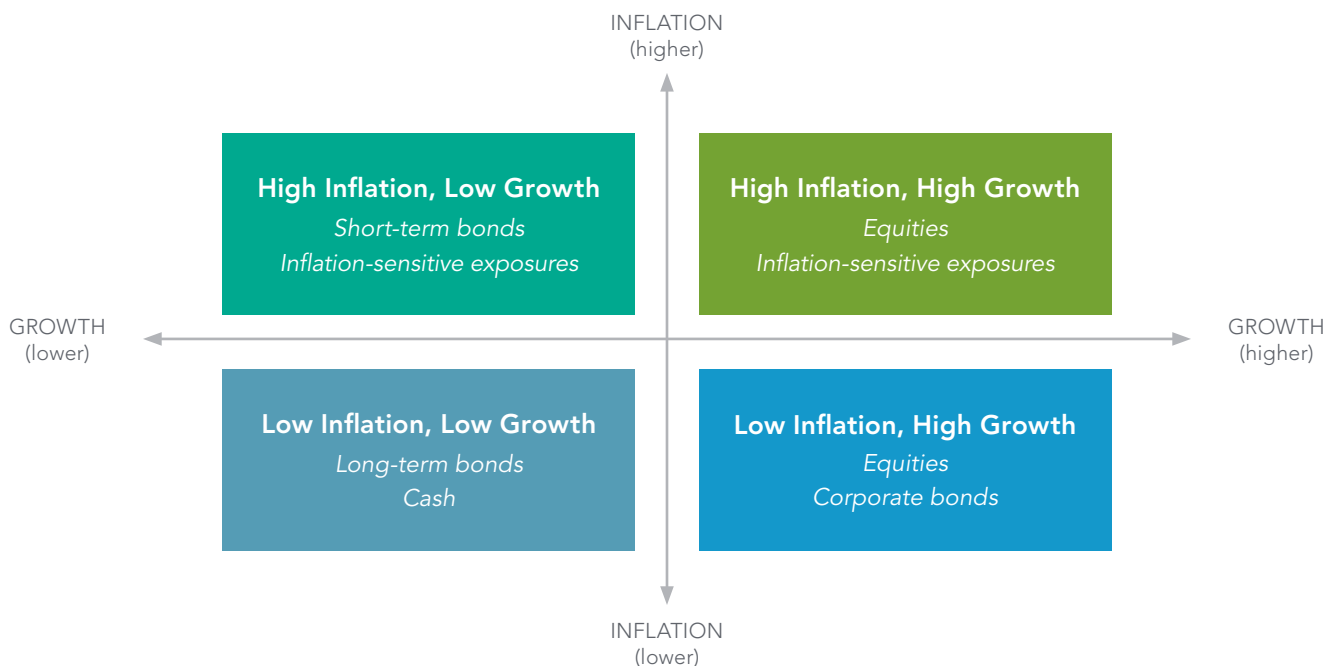 INFLATION
(higher)
High Inflation, Low Growth
Short-term bonds
Inflation-sensitive exposures
High Inflation, High Growth
Equities
Inflation-sensitive exposures
GROWTH
(lower)
GROWTH
(higher)
Low Inflation, Low Growth
Long-term bonds
Cash
Low Inflation, High Growth
Equities
Corporate bonds
INFLATION
(lower)